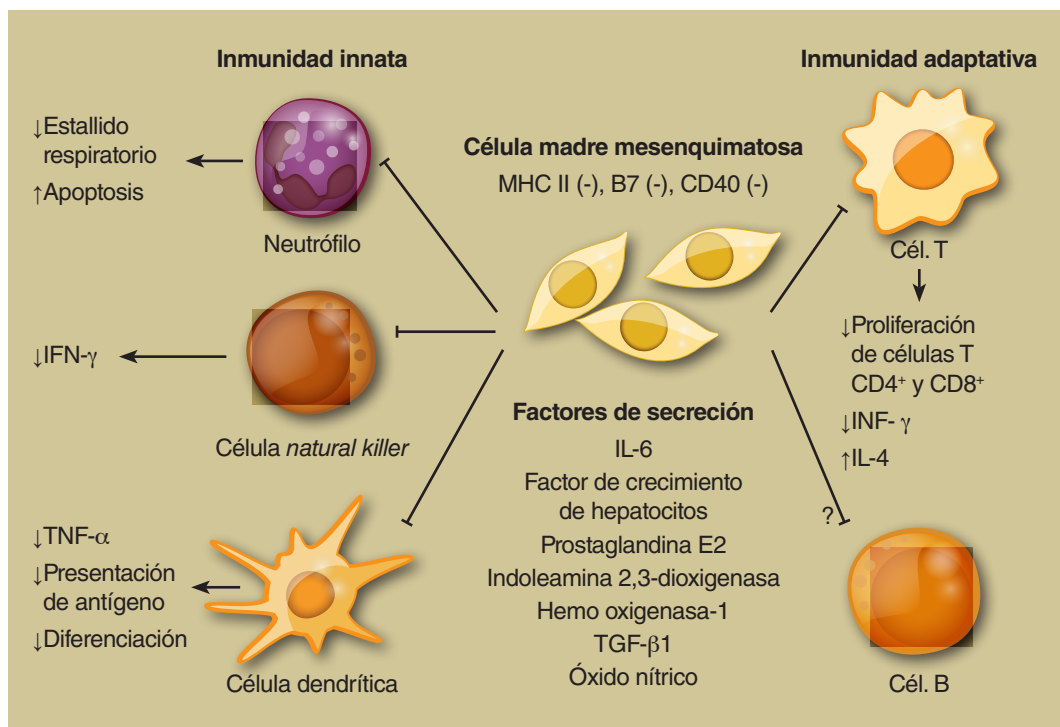 Inmunidad innata
↓Estallido
respiratorio
↑Apoptosis
Neutrófilo
↓IFN-γ
Célula natural killer
↓TNF-α
↓Presentación
de antígeno
↓Diferenciación
Célula dendrítica
Célula madre mesenquimatosa
MHC II (-), B7 (-), CD40 (-)
Factores de secreción
IL-6
Factor de crecimiento
de hepatocitos
Prostaglandina E2
Indoleamina 2,3-dioxigenasa
Hemo oxigenasa-1
TGF-β1
Óxido nítrico
Inmunidad adaptativa
Cél. T
↓Proliferación
de células T
CD4⁺ y CD8⁺
↓INF- γ
↑IL-4
?
Cél. B